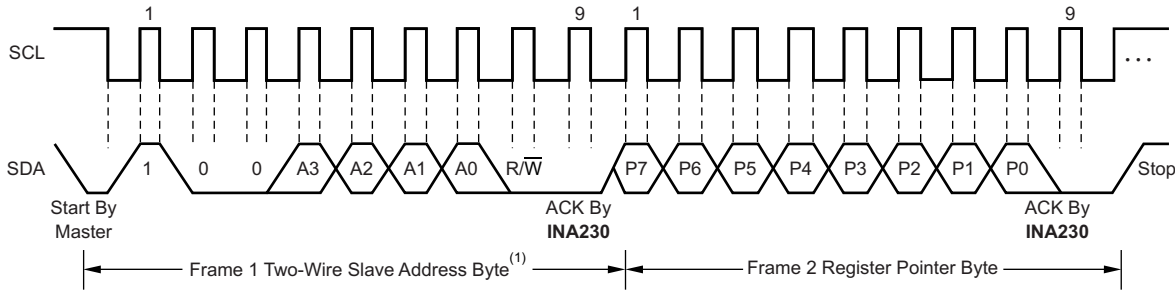 1 9 1 9
SCL
. . .
SDA 1 0 0 A3 A2 A1 A0 R/W̅ P7 P6 P5 P4 P3 P2 P1 P0 Stop
Start By Master
ACK By INA230
ACK By INA230
Frame 1 Two-Wire Slave Address Byte(1)
Frame 2 Register Pointer Byte